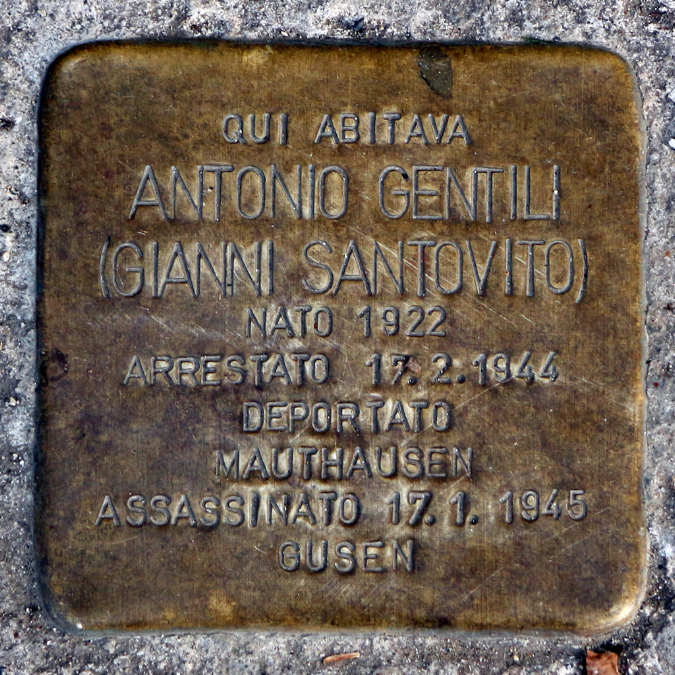 QUI ABITAVA
ANTONIO GENTILI
(GIANNI SANTOVITO)
NATO 1922
ARRESTATO 17. 2. 1944
DEPORTATO
MAUTHAUSEN
ASSASSINATO 17. 1. 1945
GUSEN